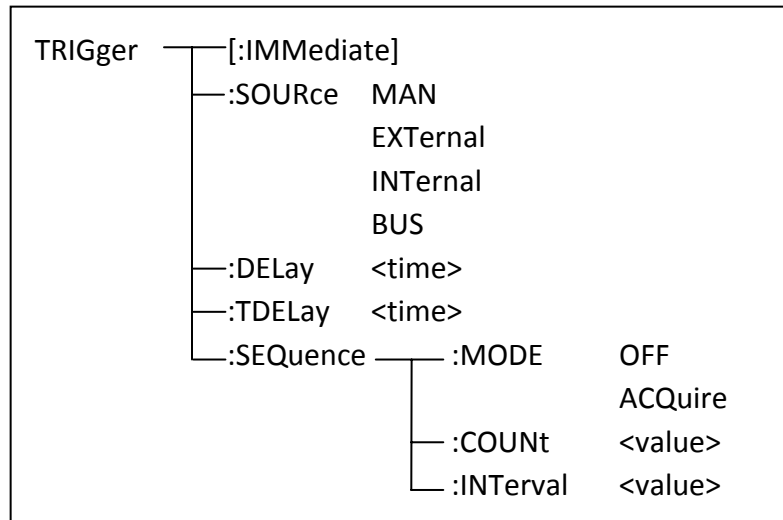 TRIGger [:IMMediate]
:SOURce MAN
EXTernal
INTernal
BUS
:DELay <time>
:TDELay <time>
:SEQuence :MODE OFF
ACQuire
:COUNt <value>
:INTerval <value>